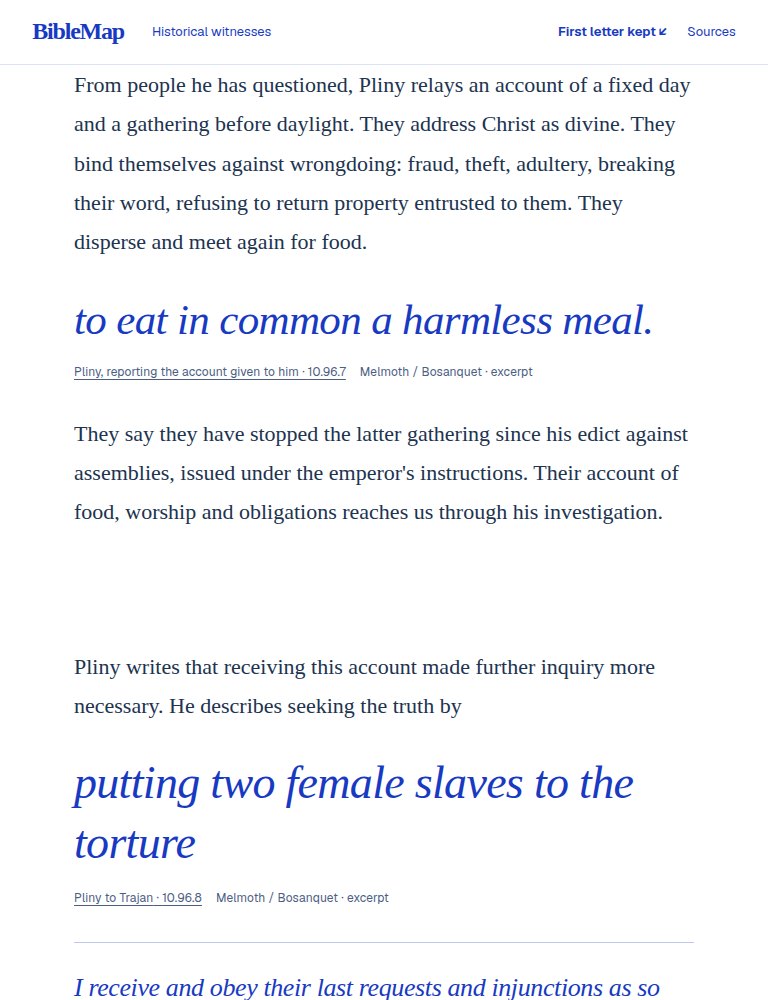 BibleMap Historical witnesses First letter kept ↙ Sources
From people he has questioned, Pliny relays an account of a fixed day
and a gathering before daylight. They address Christ as divine. They
bind themselves against wrongdoing: fraud, theft, adultery, breaking
their word, refusing to return property entrusted to them. They
disperse and meet again for food.
to eat in common a harmless meal.
Pliny, reporting the account given to him · 10.96.7 Melmoth / Bosanquet · excerpt
They say they have stopped the latter gathering since his edict against
assemblies, issued under the emperor's instructions. Their account of
food, worship and obligations reaches us through his investigation.
Pliny writes that receiving this account made further inquiry more
necessary. He describes seeking the truth by
putting two female slaves to the
torture
Pliny to Trajan · 10.96.8 Melmoth / Bosanquet · excerpt
I receive and obey their last requests and injunctions as so